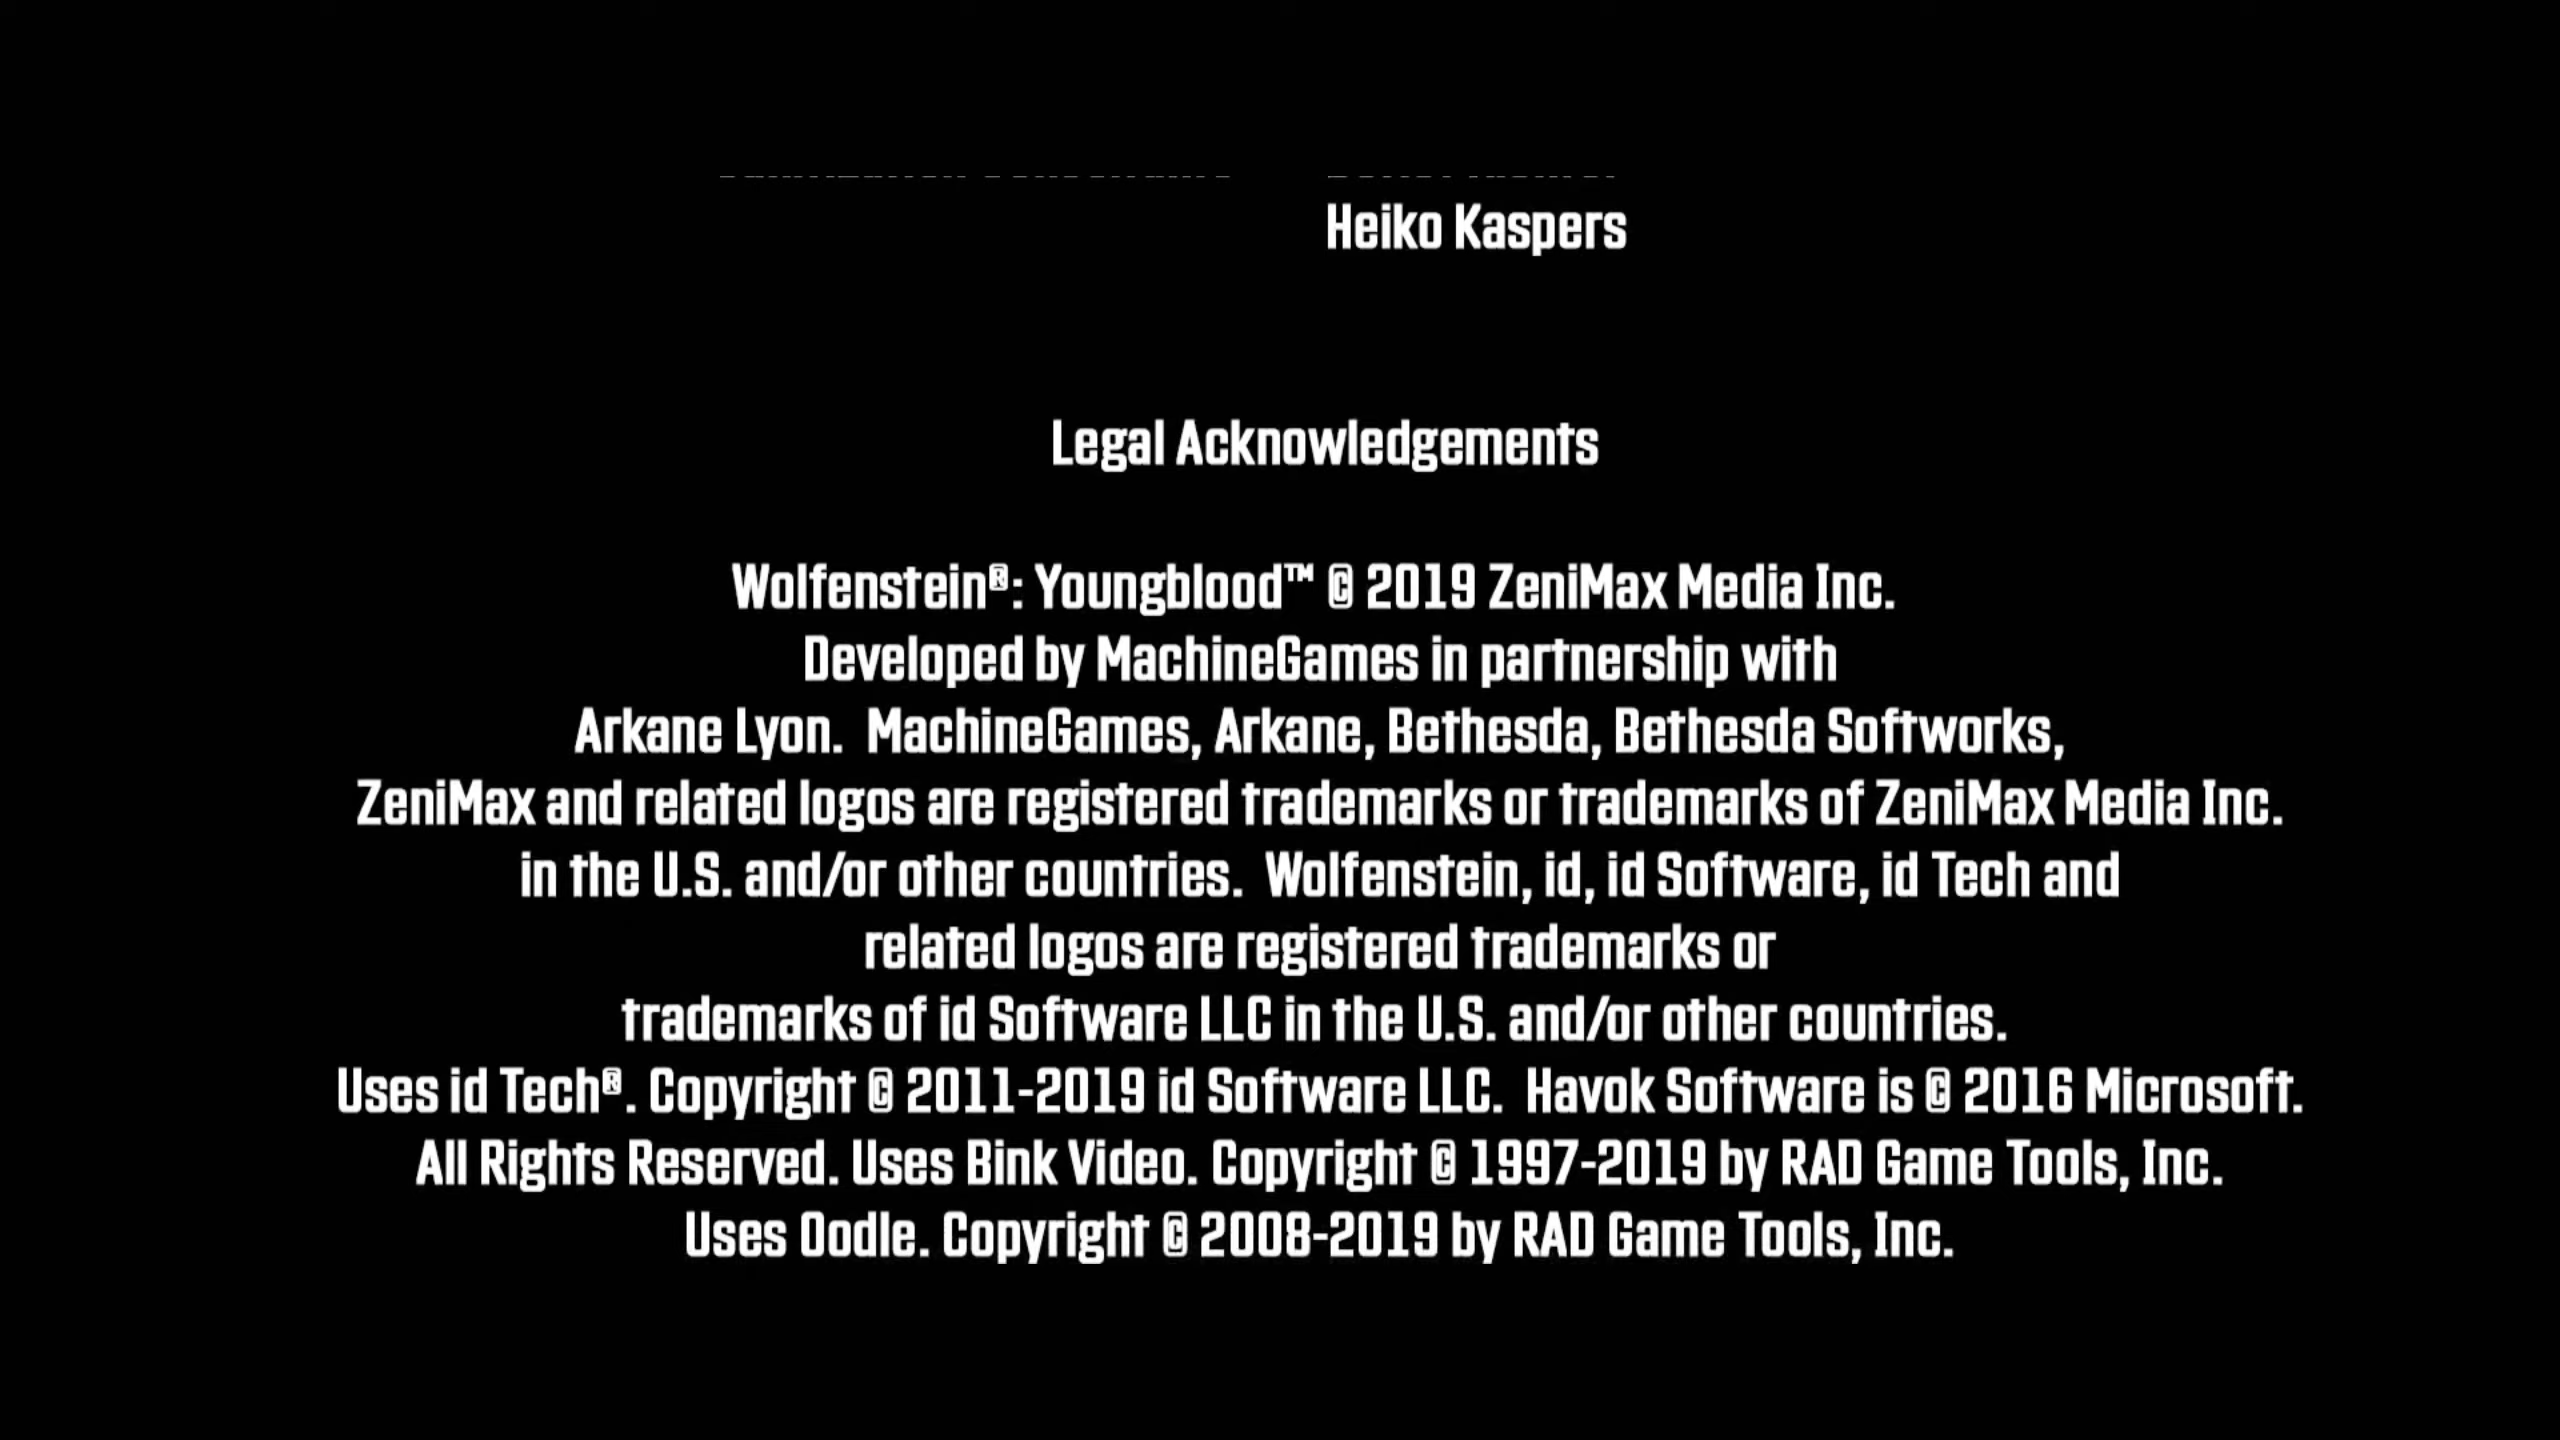 Heiko Kaspers
Legal Acknowledgements
Wolfenstein®: Youngblood™ © 2019 ZeniMax Media Inc.
Developed by MachineGames in partnership with
Arkane Lyon.  MachineGames, Arkane, Bethesda, Bethesda Softworks,
ZeniMax and related logos are registered trademarks or trademarks of ZeniMax Media Inc.
in the U.S. and/or other countries.  Wolfenstein, id, id Software, id Tech and
related logos are registered trademarks or
trademarks of id Software LLC in the U.S. and/or other countries.
Uses id Tech®. Copyright © 2011-2019 id Software LLC.  Havok Software is © 2016 Microsoft.
All Rights Reserved. Uses Bink Video. Copyright © 1997-2019 by RAD Game Tools, Inc.
Uses Oodle. Copyright © 2008-2019 by RAD Game Tools, Inc.